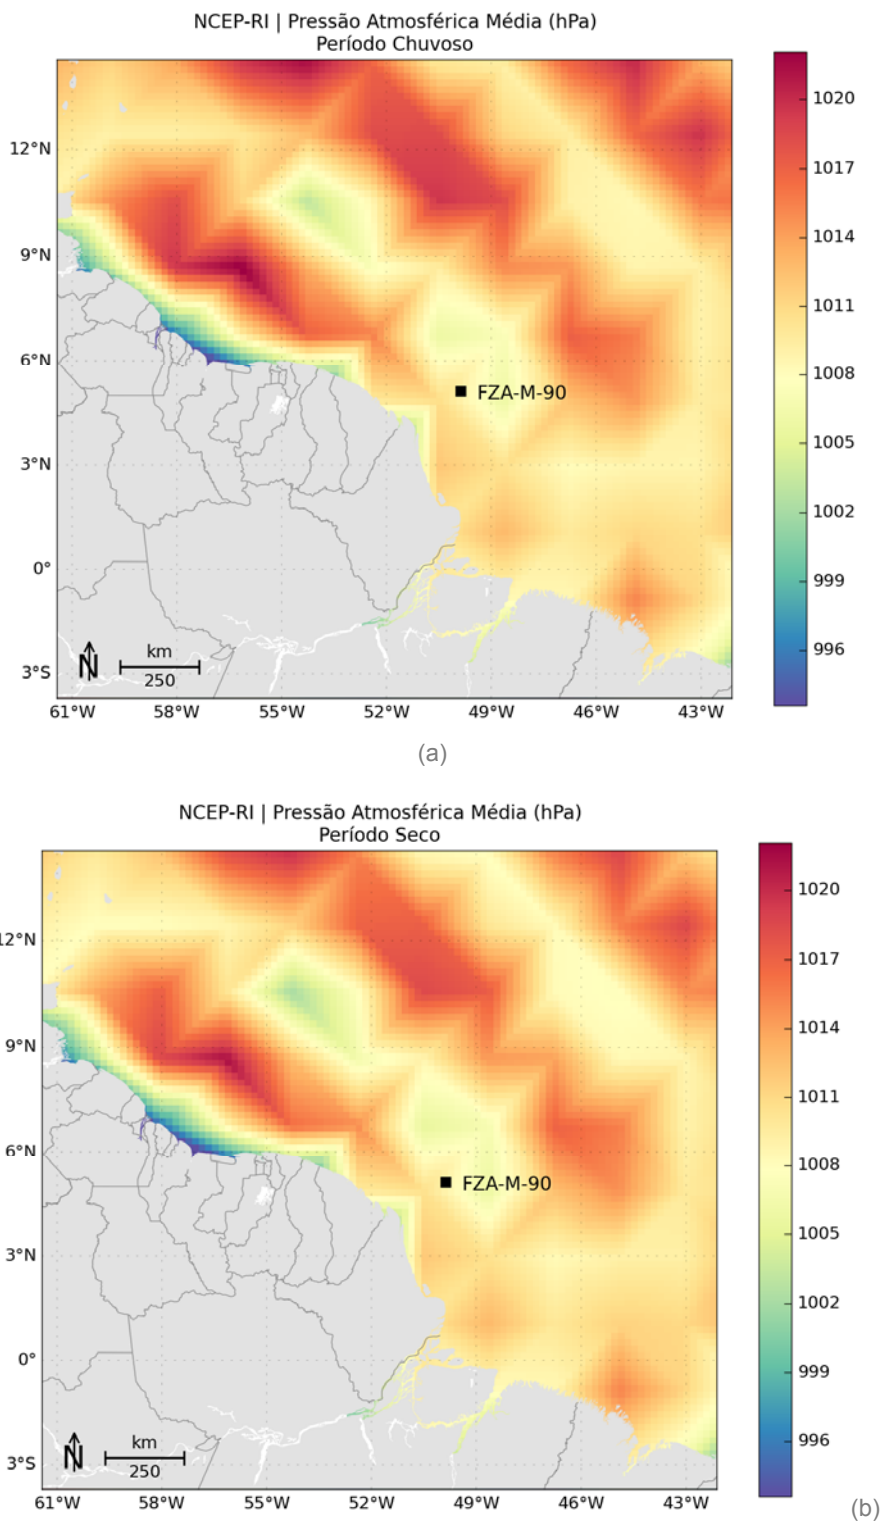 NCEP-RI | Pressão Atmosférica Média (hPa)
Período Chuvoso
12°N
9°N
6°N
3°N
0°
3°S
61°W 58°W 55°W 52°W 49°W 46°W 43°W
FZA-M-90
N
km
250
1020
1017
1014
1011
1008
1005
1002
999
996
(a)
NCEP-RI | Pressão Atmosférica Média (hPa)
Período Seco
12°N
9°N
6°N
3°N
0°
3°S
61°W 58°W 55°W 52°W 49°W 46°W 43°W
FZA-M-90
N
km
250
1020
1017
1014
1011
1008
1005
1002
999
996
(b)